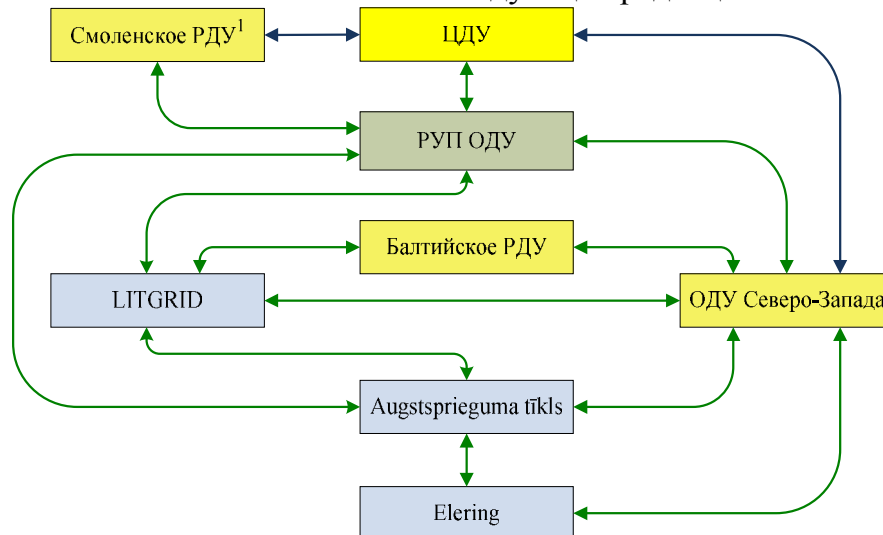 Смоленское РДУ1
ЦДУ
РУП ОДУ
Балтийское РДУ
LITGRID
ОДУ Северо-Запада
Augstsprieguma tīkls
Elering